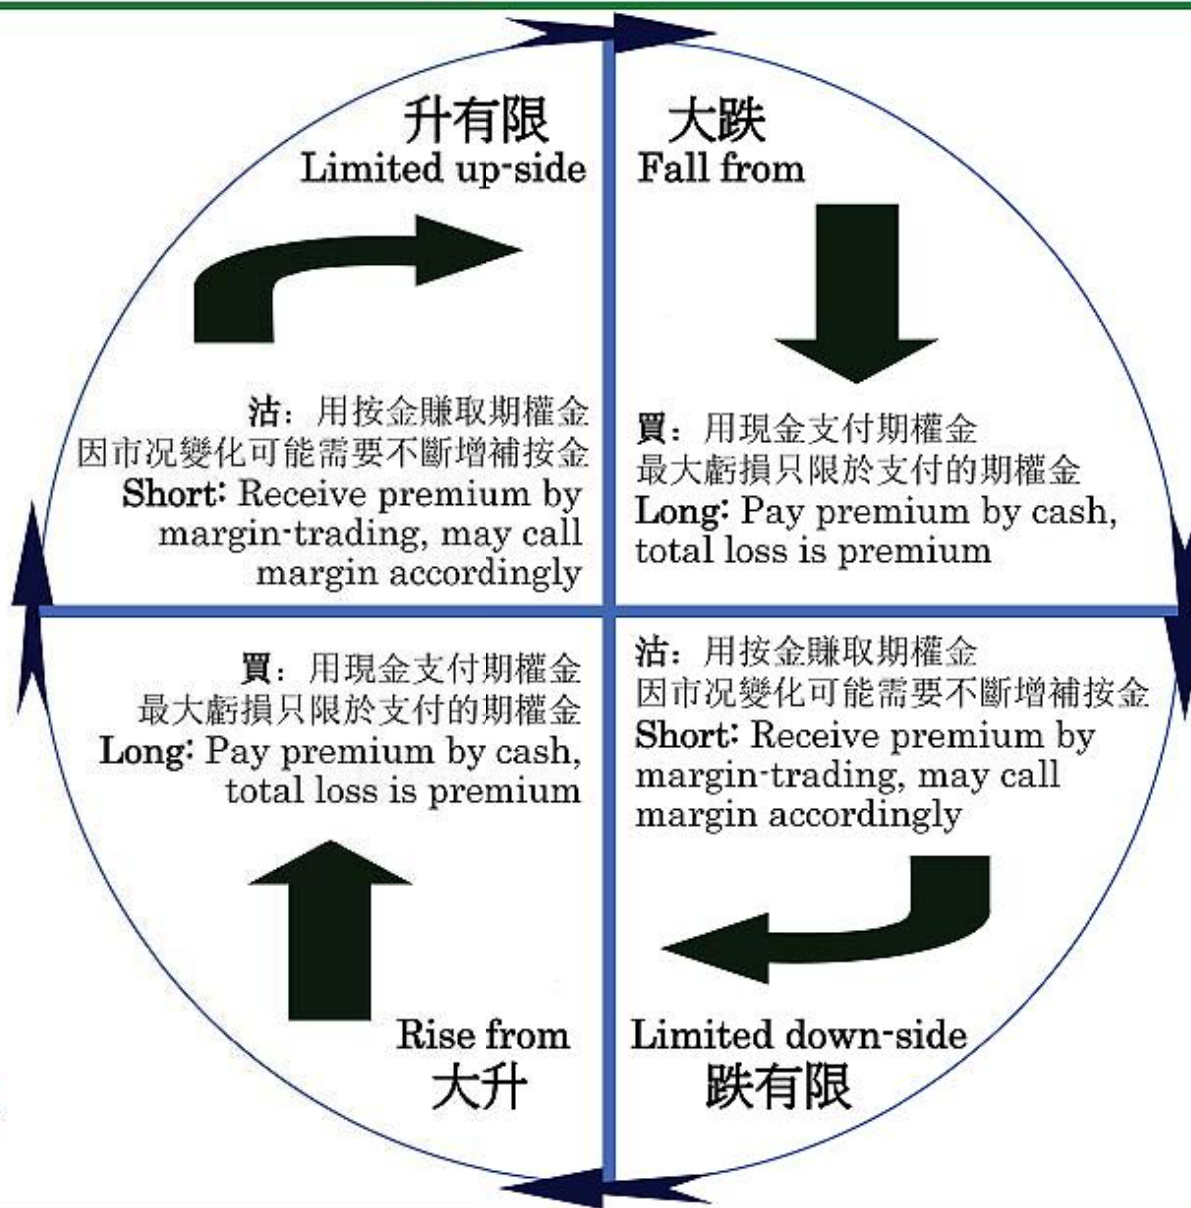 升有限
Limited up-side
沽：用按金賺取期權金
因市況變化可能需要不斷增補按金
Short: Receive premium by
margin-trading, may call
margin accordingly
大跌
Fall from
買：用現金支付期權金
最大虧損只限於支付的期權金
Long: Pay premium by cash,
total loss is premium
買：用現金支付期權金
最大虧損只限於支付的期權金
Long: Pay premium by cash,
total loss is premium
Rise from
大升
沽：用按金賺取期權金
因市況變化可能需要不斷增補按金
Short: Receive premium by
margin-trading, may call
margin accordingly
Limited down-side
跌有限